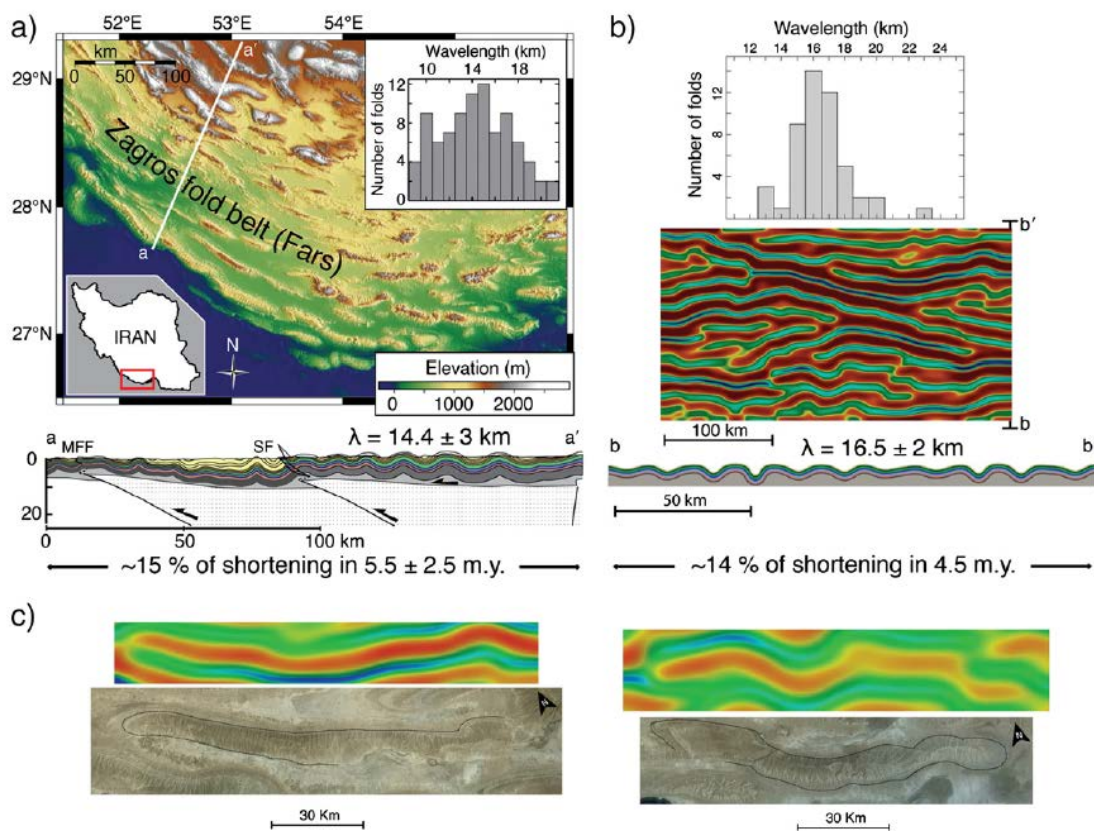 a)
52°E 53°E 54°E
km
0 50 100
29°N
28°N
27°N
a'
a
Zagros fold belt (Fars)
Wavelength (km)
10 14 18
Number of folds
12
8
4
0
IRAN
N
Elevation (m)
0 1000 2000
a MFF SF λ = 14.4 ± 3 km a'
0
20
0 50 100 km
~15 % of shortening in 5.5 ± 2.5 m.y.
b)
Wavelength (km)
12 14 16 18 20 24
Number of folds
12
8
4
b'
b
100 km
λ = 16.5 ± 2 km
b b
50 km
~14 % of shortening in 4.5 m.y.
c)
N
30 Km
N
30 Km